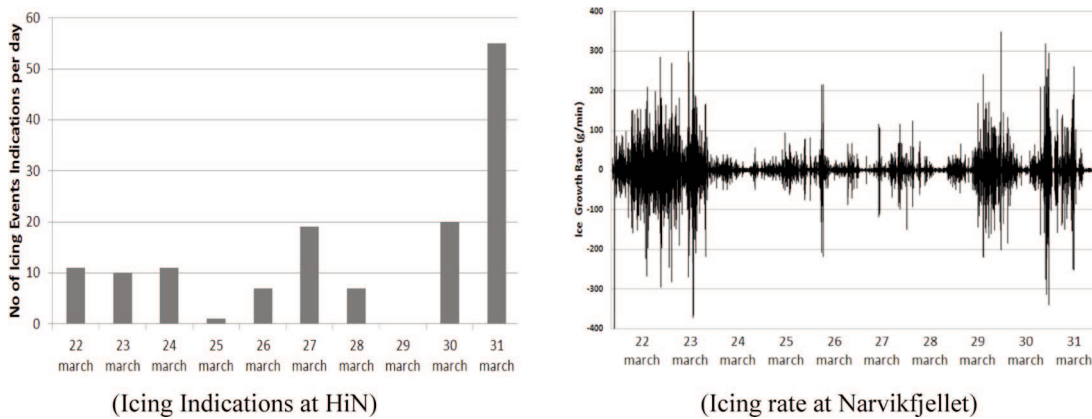 No of Icing Events Indications per day
60
50
40
30
20
10
0
22 23 24 25 26 27 28 29 30 31
march march march march march march march march march march
(Icing Indications at HiN)
Ice Growth Rate (g/min)
400
300
200
100
0
-100
-200
-300
-400
22 23 24 25 26 27 28 29 30 31
march march march march march march march march march march
(Icing rate at Narvikfjellet)